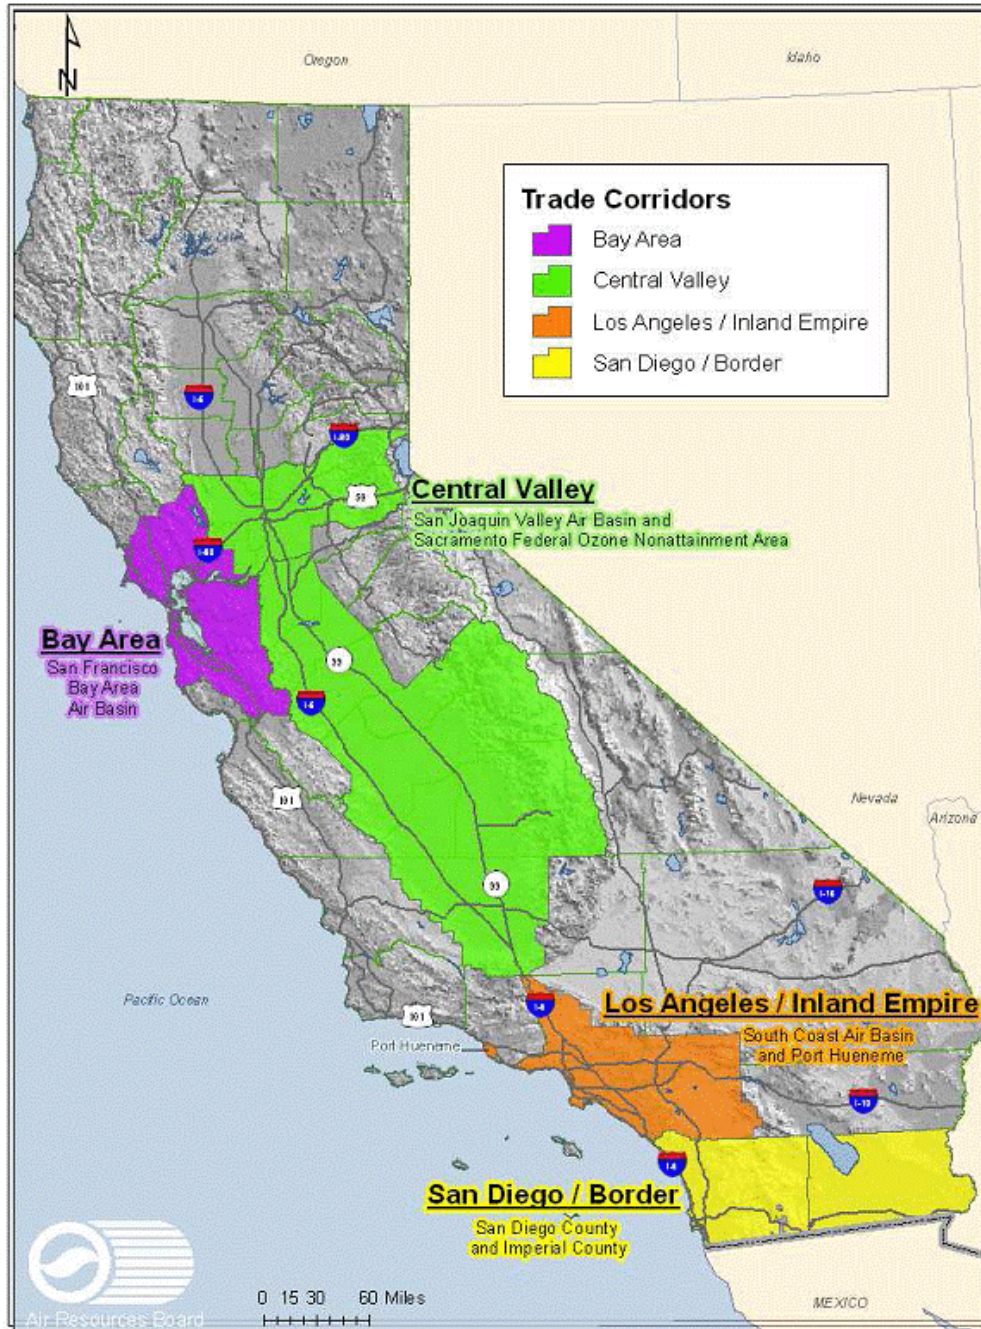 Oregon
Idaho
N
Trade Corridors
Bay Area
Central Valley
Los Angeles / Inland Empire
San Diego / Border
101
I-5
I-80
50
Central Valley
San Joaquin Valley Air Basin and
Sacramento Federal Ozone Nonattainment Area
I-80
Bay Area
San Francisco
Bay Area
Air Basin
99
I-5
101
Nevada
Arizona
99
I-15
Pacific Ocean
I-5
Los Angeles / Inland Empire
101
South Coast Air Basin
and Port Hueneme
Port Hueneme
I-10
San Diego / Border
San Diego County
and Imperial County
0 15 30 60 Miles
MEXICO
Air Resources Board